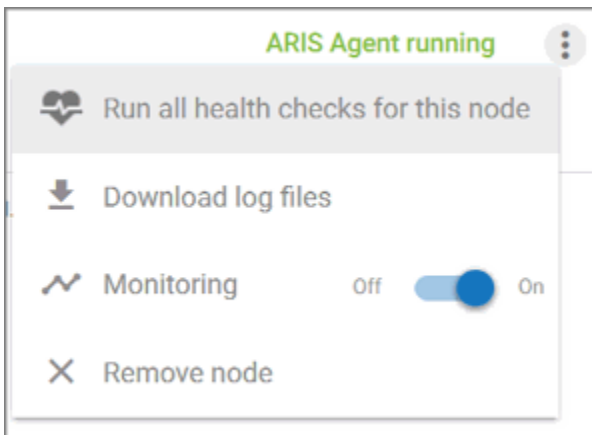 ARIS Agent running
Run all health checks for this node
Download log files
Monitoring Off On
Remove node